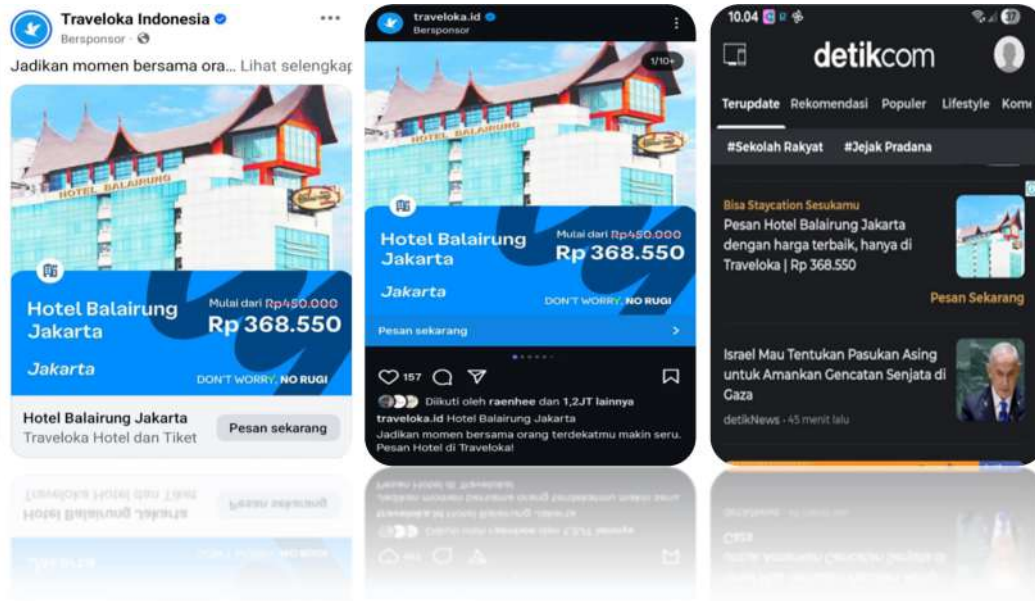 Traveloka Indonesia
Bersponsor ·
Jadikan momen bersama ora... Lihat selengkap
HOTEL BALAIRUNG
Hotel Balairung
Jakarta
Mulai dari Rp450.000
Rp 368.550
Jakarta
DON'T WORRY, NO RUGI
Hotel Balairung Jakarta
Traveloka Hotel dan Tiket
Pesan sekarang
traveloka.id
Bersponsor
1/10+
HOTEL BALAIRUNG
Hotel Balairung
Jakarta
Mulai dari Rp450.000
Rp 368.550
Jakarta
DON'T WORRY, NO RUGI
Pesan sekarang
157
Diikuti oleh raenhee dan 1,2JT lainnya
traveloka.id Hotel Balairung Jakarta
Jadikan momen bersama orang terdekatmu makin seru.
Pesan Hotel di Traveloka!
10.04
37
detikcom
Terupdate Rekomendasi Populer Lifestyle Kom
#Sekolah Rakyat #Jejak Pradana
Bisa Staycation Sesukamu
Pesan Hotel Balairung Jakarta
dengan harga terbaik, hanya di
Traveloka | Rp 368.550
Pesan Sekarang
Israel Mau Tentukan Pasukan Asing
untuk Amankan Gencatan Senjata di
Gaza
detikNews - 45 menit lalu